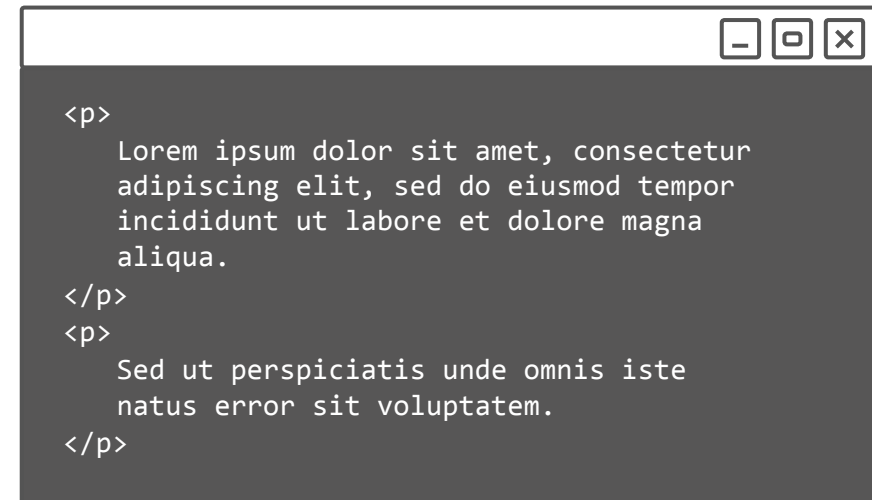 <p>
Lorem ipsum dolor sit amet, consectetur
adipiscing elit, sed do eiusmod tempor
incididunt ut labore et dolore magna
aliqua.
</p>
<p>
Sed ut perspiciatis unde omnis iste
natus error sit voluptatem.
</p>